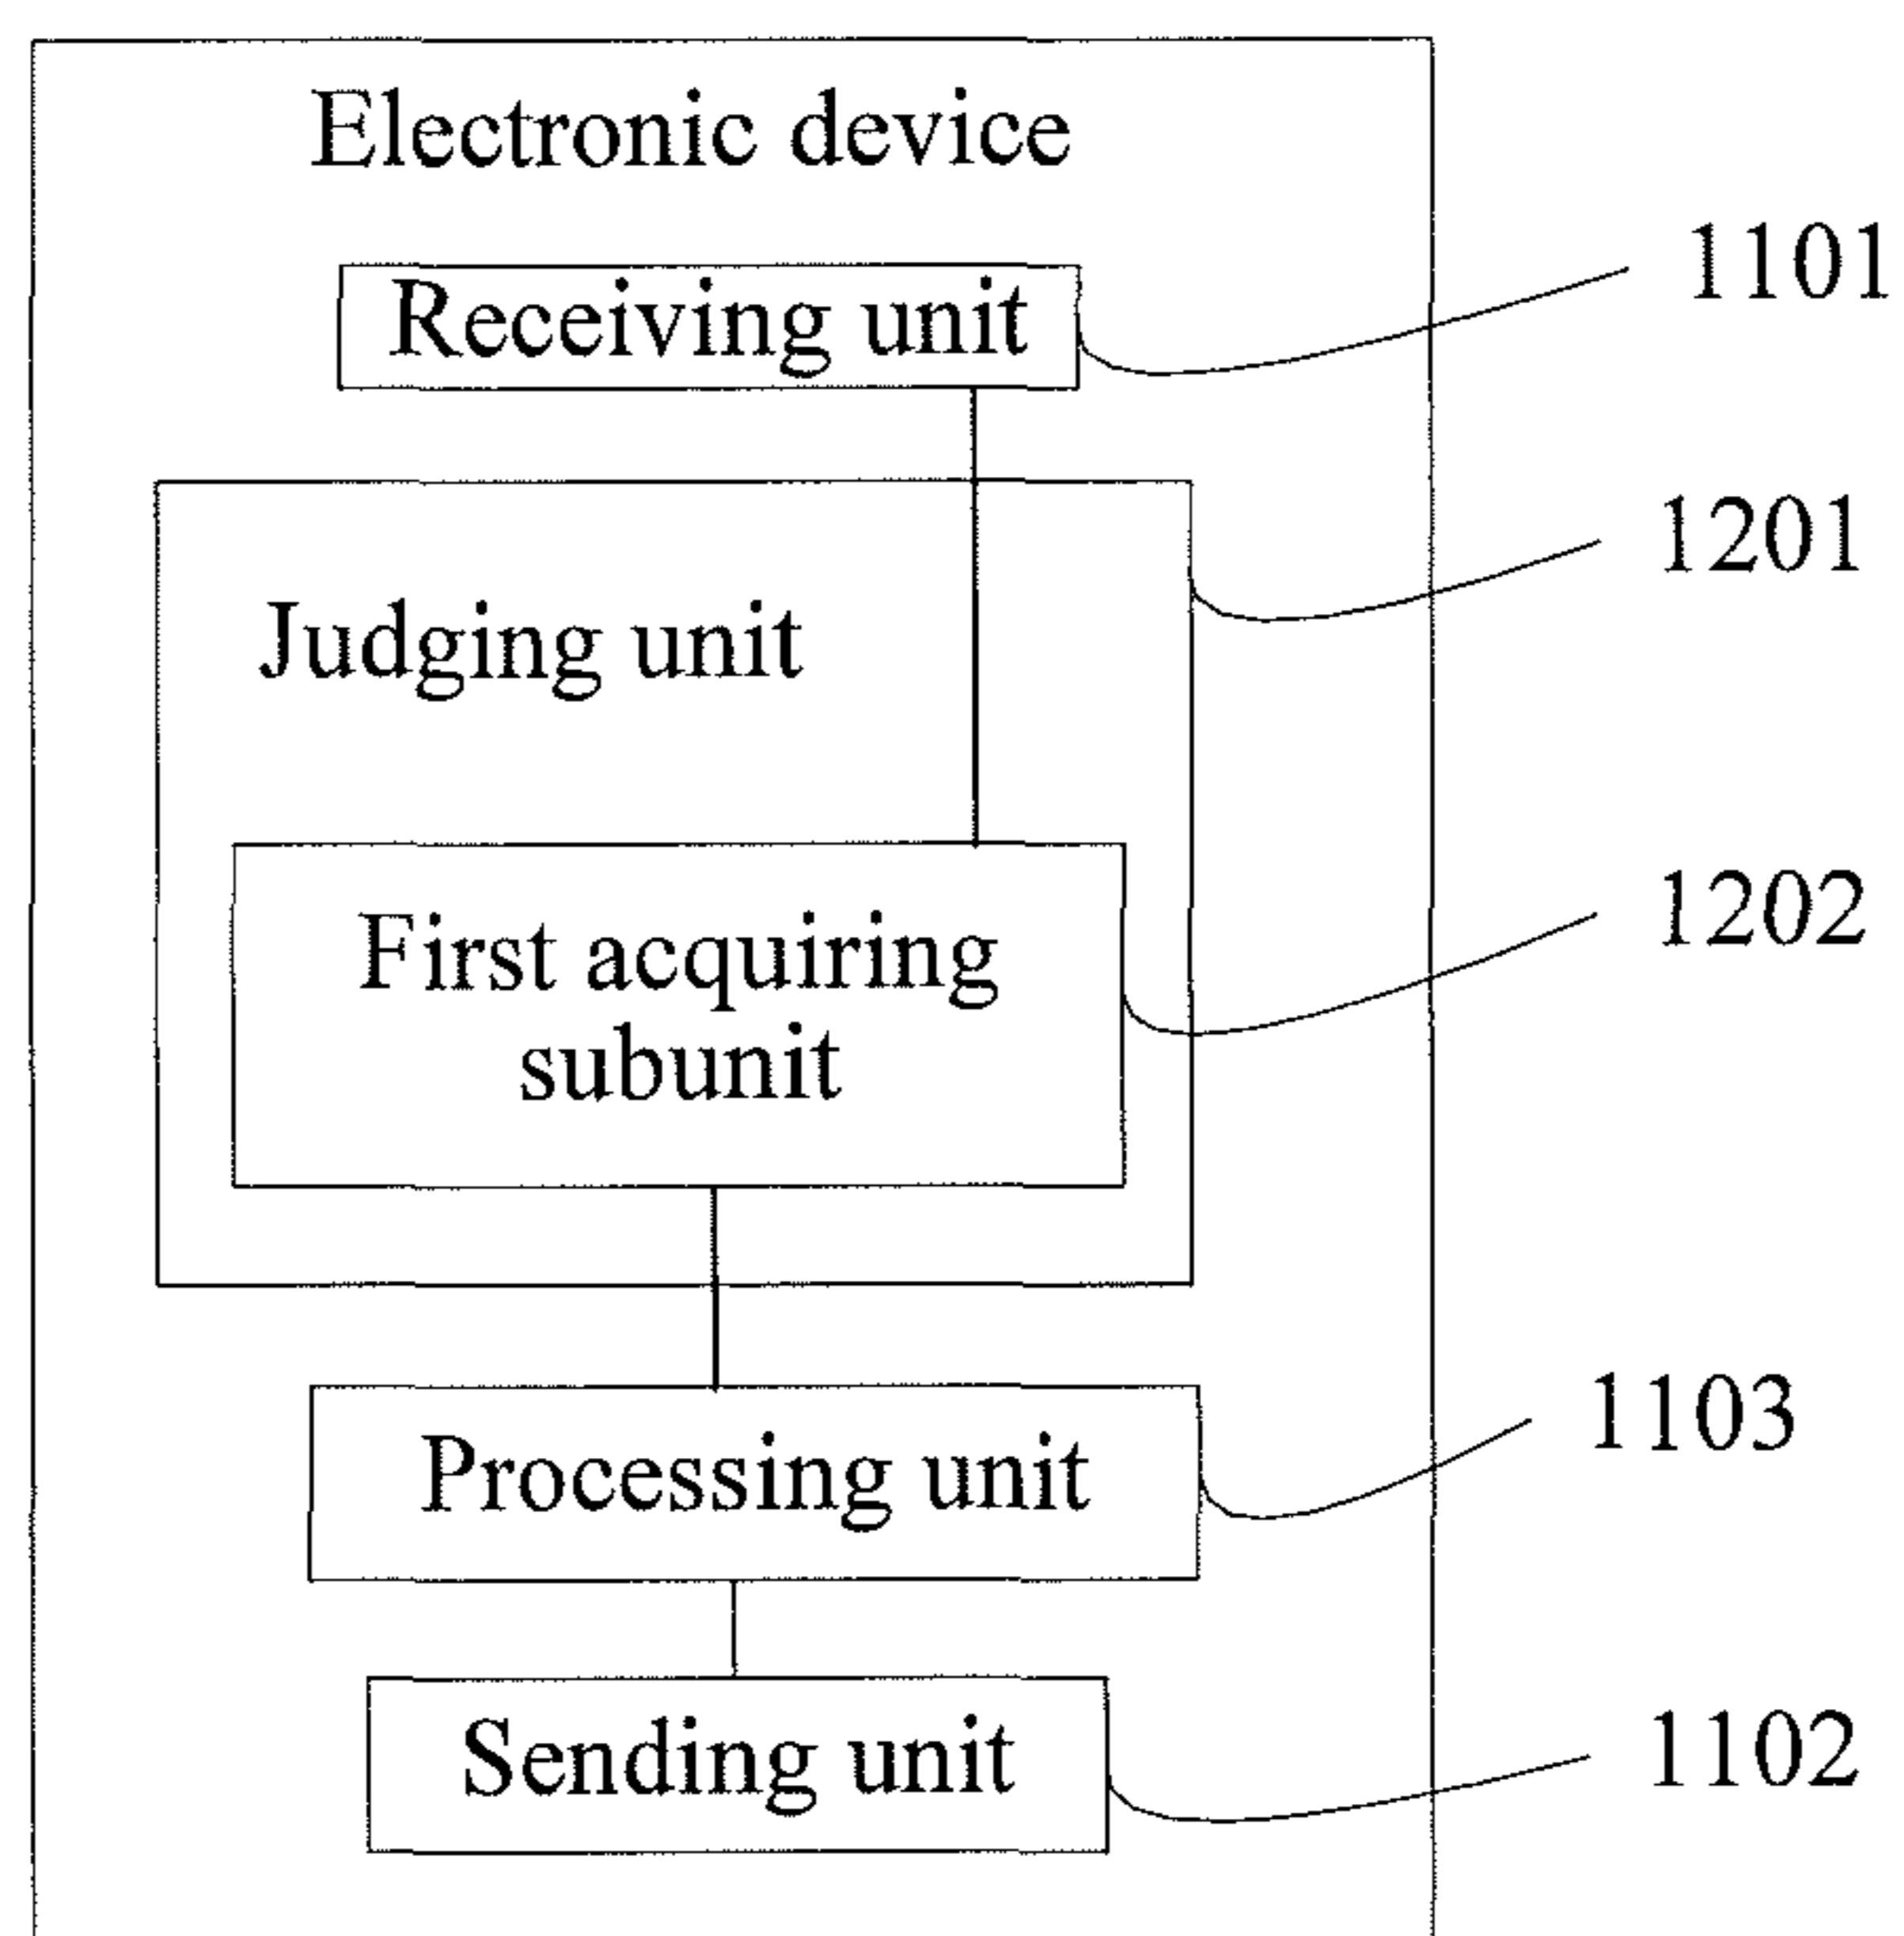 Electronic device
Receiving unit
1101
1201
Judging unit
1202
First acquiring
subunit
1103
Processing unit
1102
Sending unit